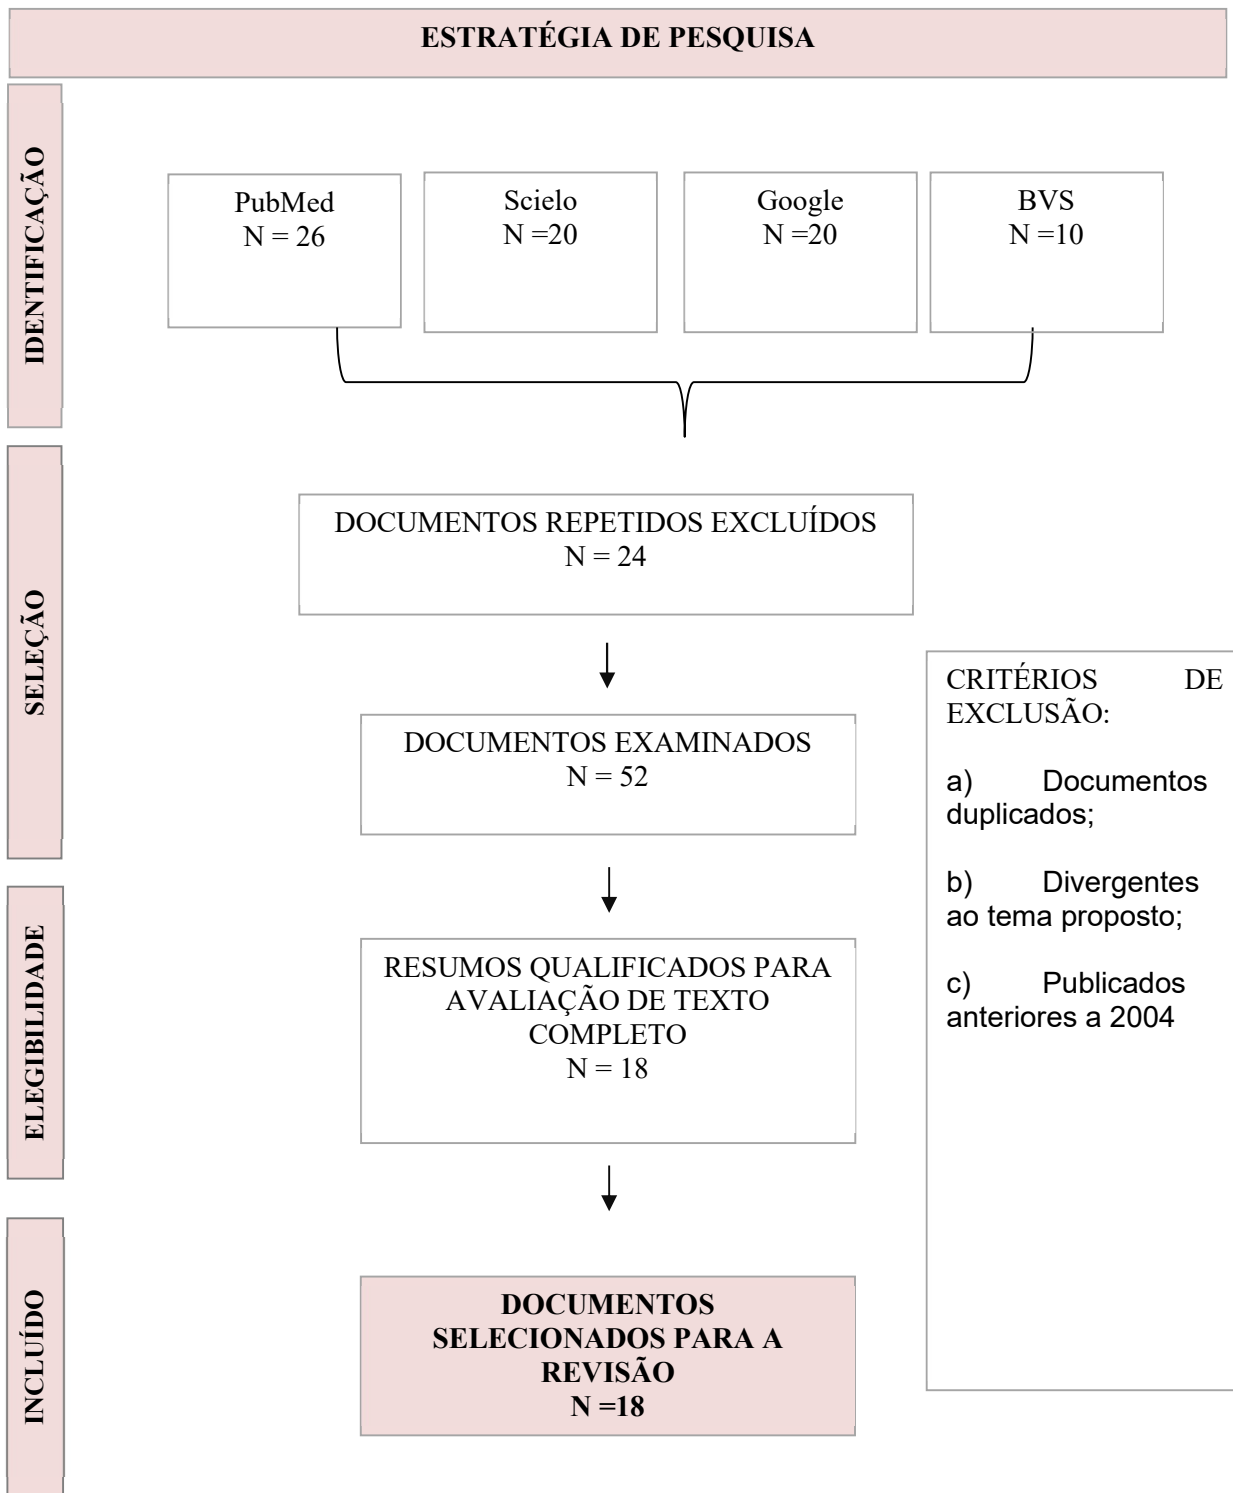 ESTRATÉGIA DE PESQUISA
IDENTIFICAÇÃO
PubMed
N = 26
Scielo
N =20
Google
N =20
BVS
N =10
SELEÇÃO
DOCUMENTOS REPETIDOS EXCLUÍDOS
N = 24
DOCUMENTOS EXAMINADOS
N = 52
CRITÉRIOS DE
EXCLUSÃO:
a) Documentos
duplicados;
b) Divergentes
ao tema proposto;
c) Publicados
anteriores a 2004
ELEGIBILIDADE
RESUMOS QUALIFICADOS PARA
AVALIAÇÃO DE TEXTO
COMPLETO
N = 18
INCLUÍDO
DOCUMENTOS
SELECIONADOS PARA A
REVISÃO
N =18